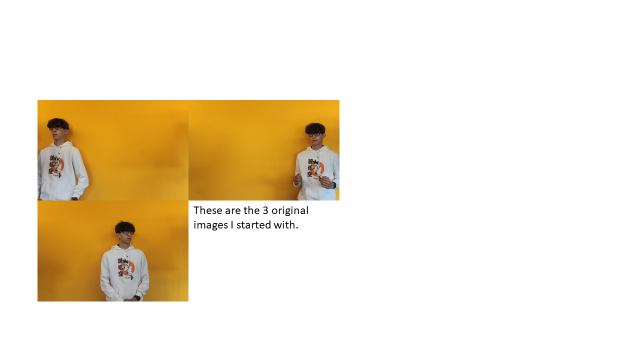 These are the 3 original
images I started with.